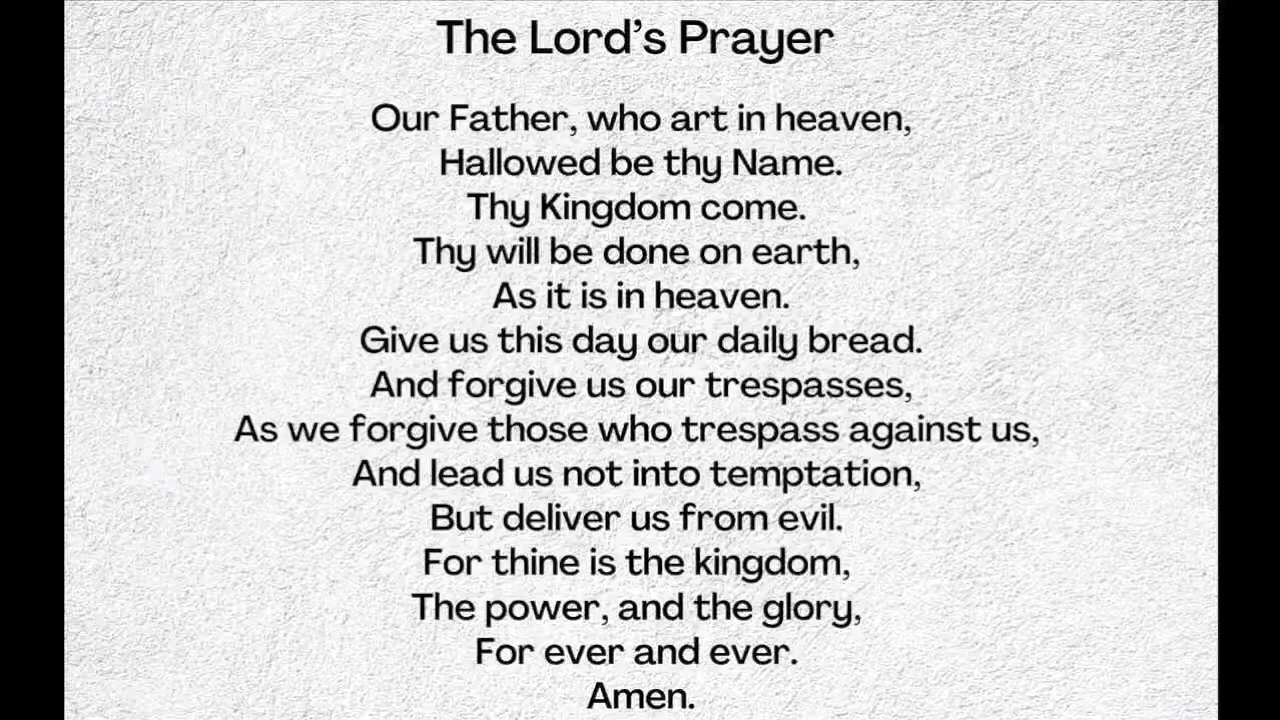 The Lord's Prayer
Our Father, who art in heaven,
Hallowed be thy Name.
Thy Kingdom come.
Thy will be done on earth,
As it is in heaven.
Give us this day our daily bread.
And forgive us our trespasses,
As we forgive those who trespass against us,
And lead us not into temptation,
But deliver us from evil.
For thine is the kingdom,
The power, and the glory,
For ever and ever.
Amen.